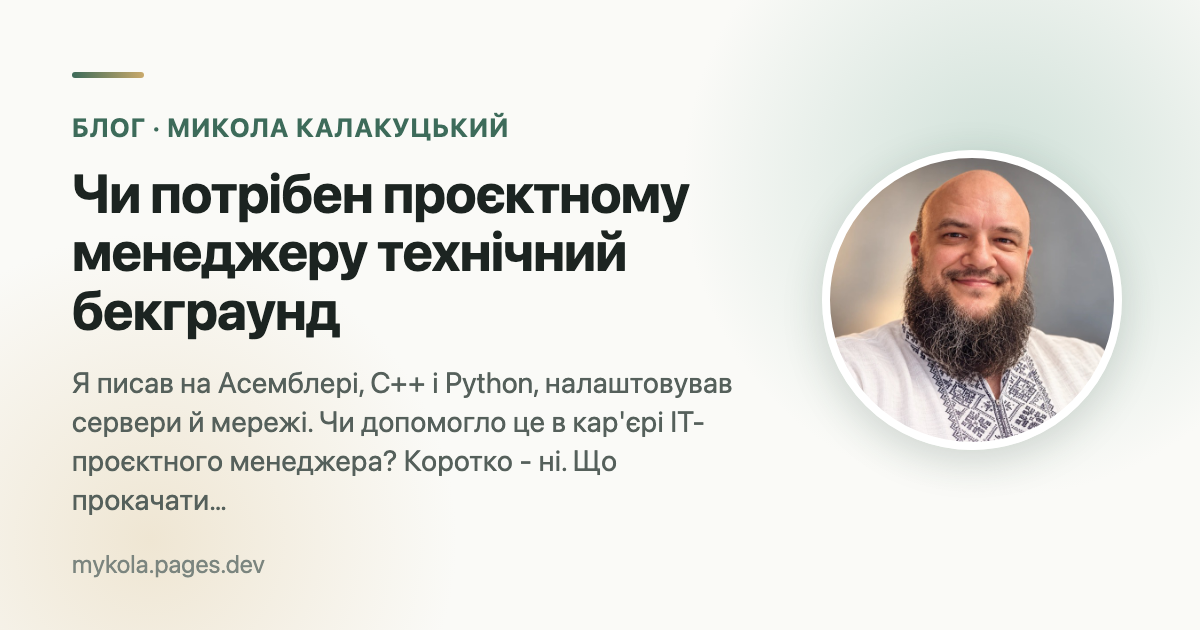 БЛОГ · МИКОЛА КАЛАКУЦЬКИЙ
Чи потрібен проєктному
менеджеру технічний
бекграунд
Я писав на Асемблері, C++ і Python, налаштовував
сервери й мережі. Чи допомогло це в кар'єрі ІТ-
проєктного менеджера? Коротко - ні. Що
прокачати…
mykola.pages.dev